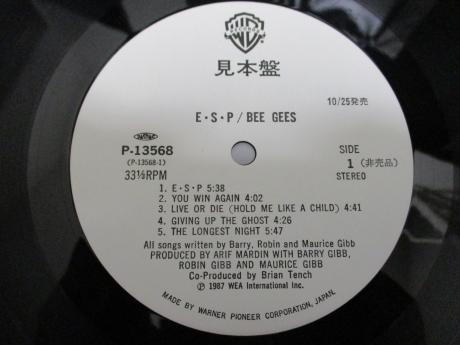 見本盤
10/25発売
E・S・P/BEE GEES
P-13568
(P-13568-1)
33⅓RPM
SIDE
1 (非売品)
STEREO
1. E・S・P 5:38
2. YOU WIN AGAIN 4:02
3. LIVE OR DIE (HOLD ME LIKE A CHILD) 4:41
4. GIVING UP THE GHOST 4:26
5. THE LONGEST NIGHT 5:47
All songs written by Barry, Robin and Maurice Gibb
PRODUCED BY ARIF MARDIN WITH BARRY GIBB,
ROBIN GIBB AND MAURICE GIBB
Co-Produced by Brian Tench
℗ 1987 WEA International Inc.
MADE BY WARNER PIONEER CORPORATION, JAPAN.